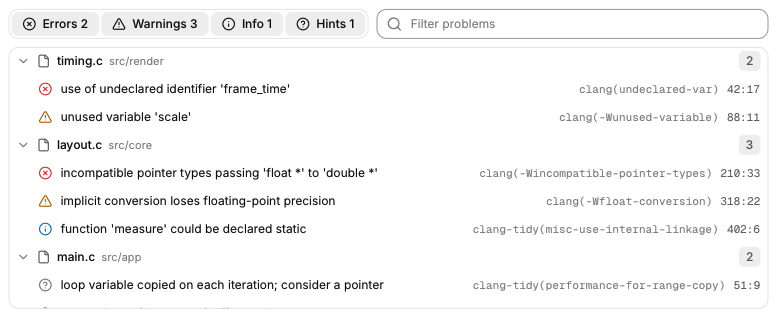 Errors 2 Warnings 3 Info 1 Hints 1 Filter problems
timing.c src/render 2
use of undeclared identifier 'frame_time' clang(undeclared-var) 42:17
unused variable 'scale' clang(-Wunused-variable) 88:11
layout.c src/core 3
incompatible pointer types passing 'float *' to 'double *' clang(-Wincompatible-pointer-types) 210:33
implicit conversion loses floating-point precision clang(-Wfloat-conversion) 318:22
function 'measure' could be declared static clang-tidy(misc-use-internal-linkage) 402:6
main.c src/app 2
loop variable copied on each iteration; consider a pointer clang-tidy(performance-for-range-copy) 51:9